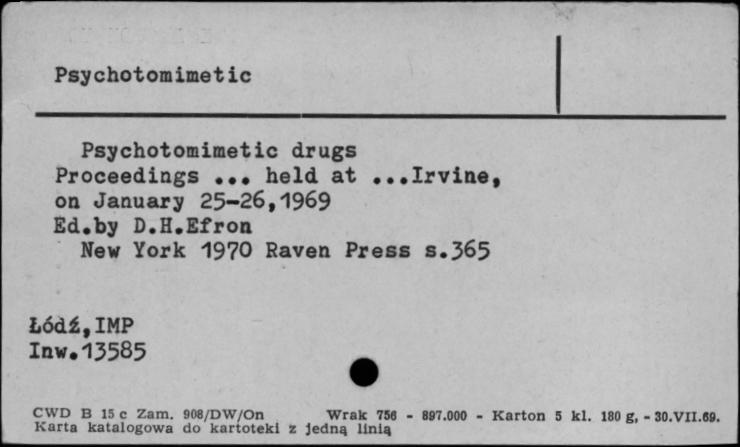 Psychotomimetic
Psychotomimetic drugs
Proceedings ... held at ...Irvine,
on January 25-26,1969
Ed.by D.H.Efron
New York 1970 Raven Press s.365
Łódź,IMP
Inw.13585
CWD B 15 c Zam. 908/DW/On Wrak 756 - 897.000 - Karton 5 kl. 180 g, - 30.VII.69.
Karta katalogowa do kartoteki z jedną linią